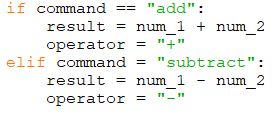 if command == "add":
    result = num_1 + num_2
    operator = "+"
elif command = "subtract":
    result = num_1 - num_2
    operator = "-"